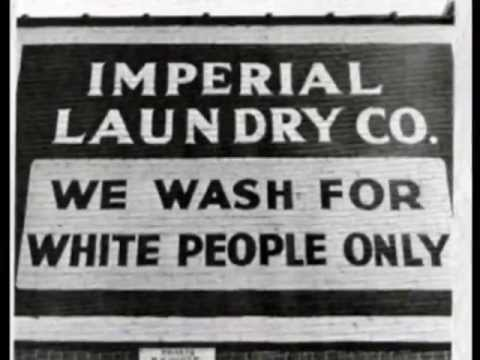 IMPERIAL
LAUNDRY CO.
WE WASH FOR
WHITE PEOPLE ONLY